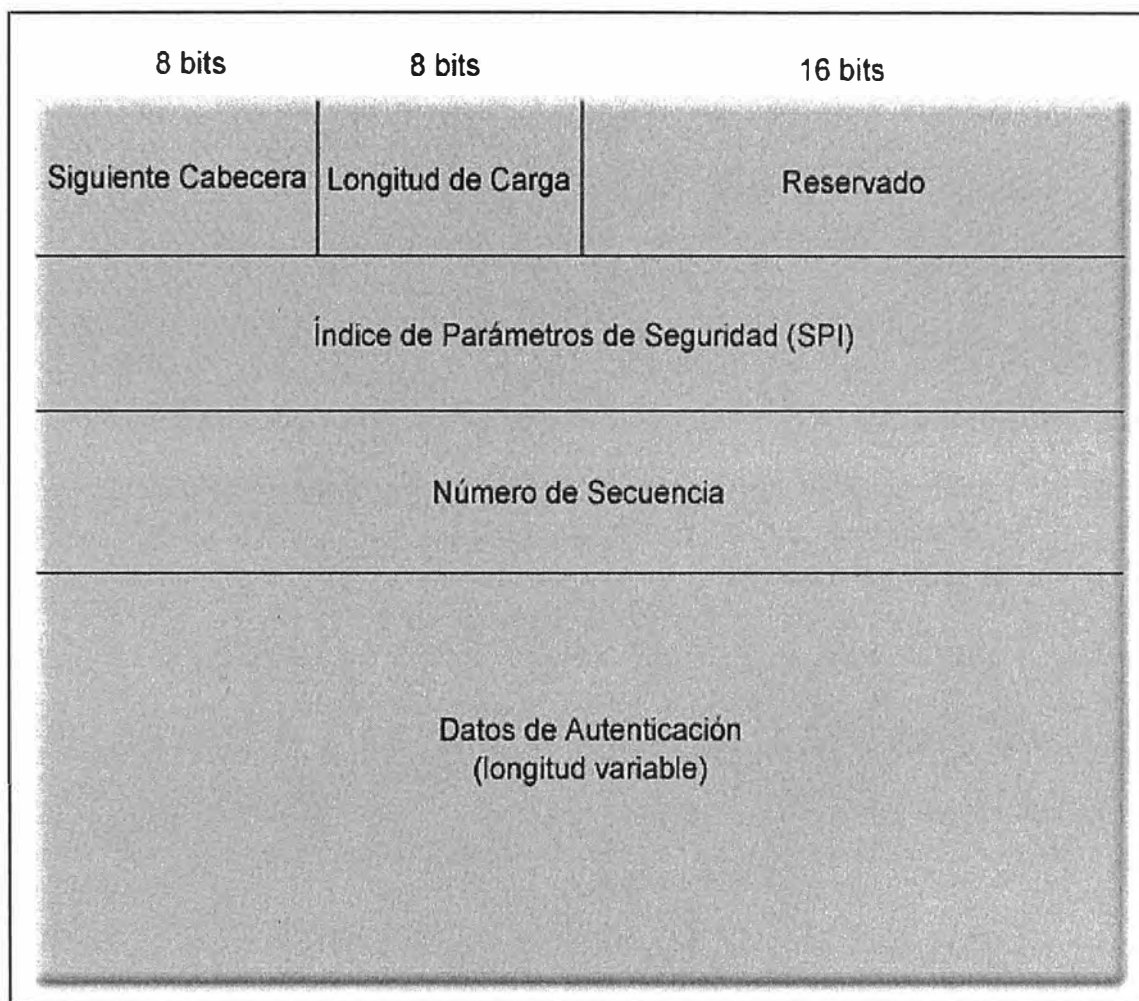 8 bits 8 bits 16 bits
Siguiente Cabecera Longitud de Carga Reservado
Índice de Parámetros de Seguridad (SPI)
Número de Secuencia
Datos de Autenticación
(longitud variable)